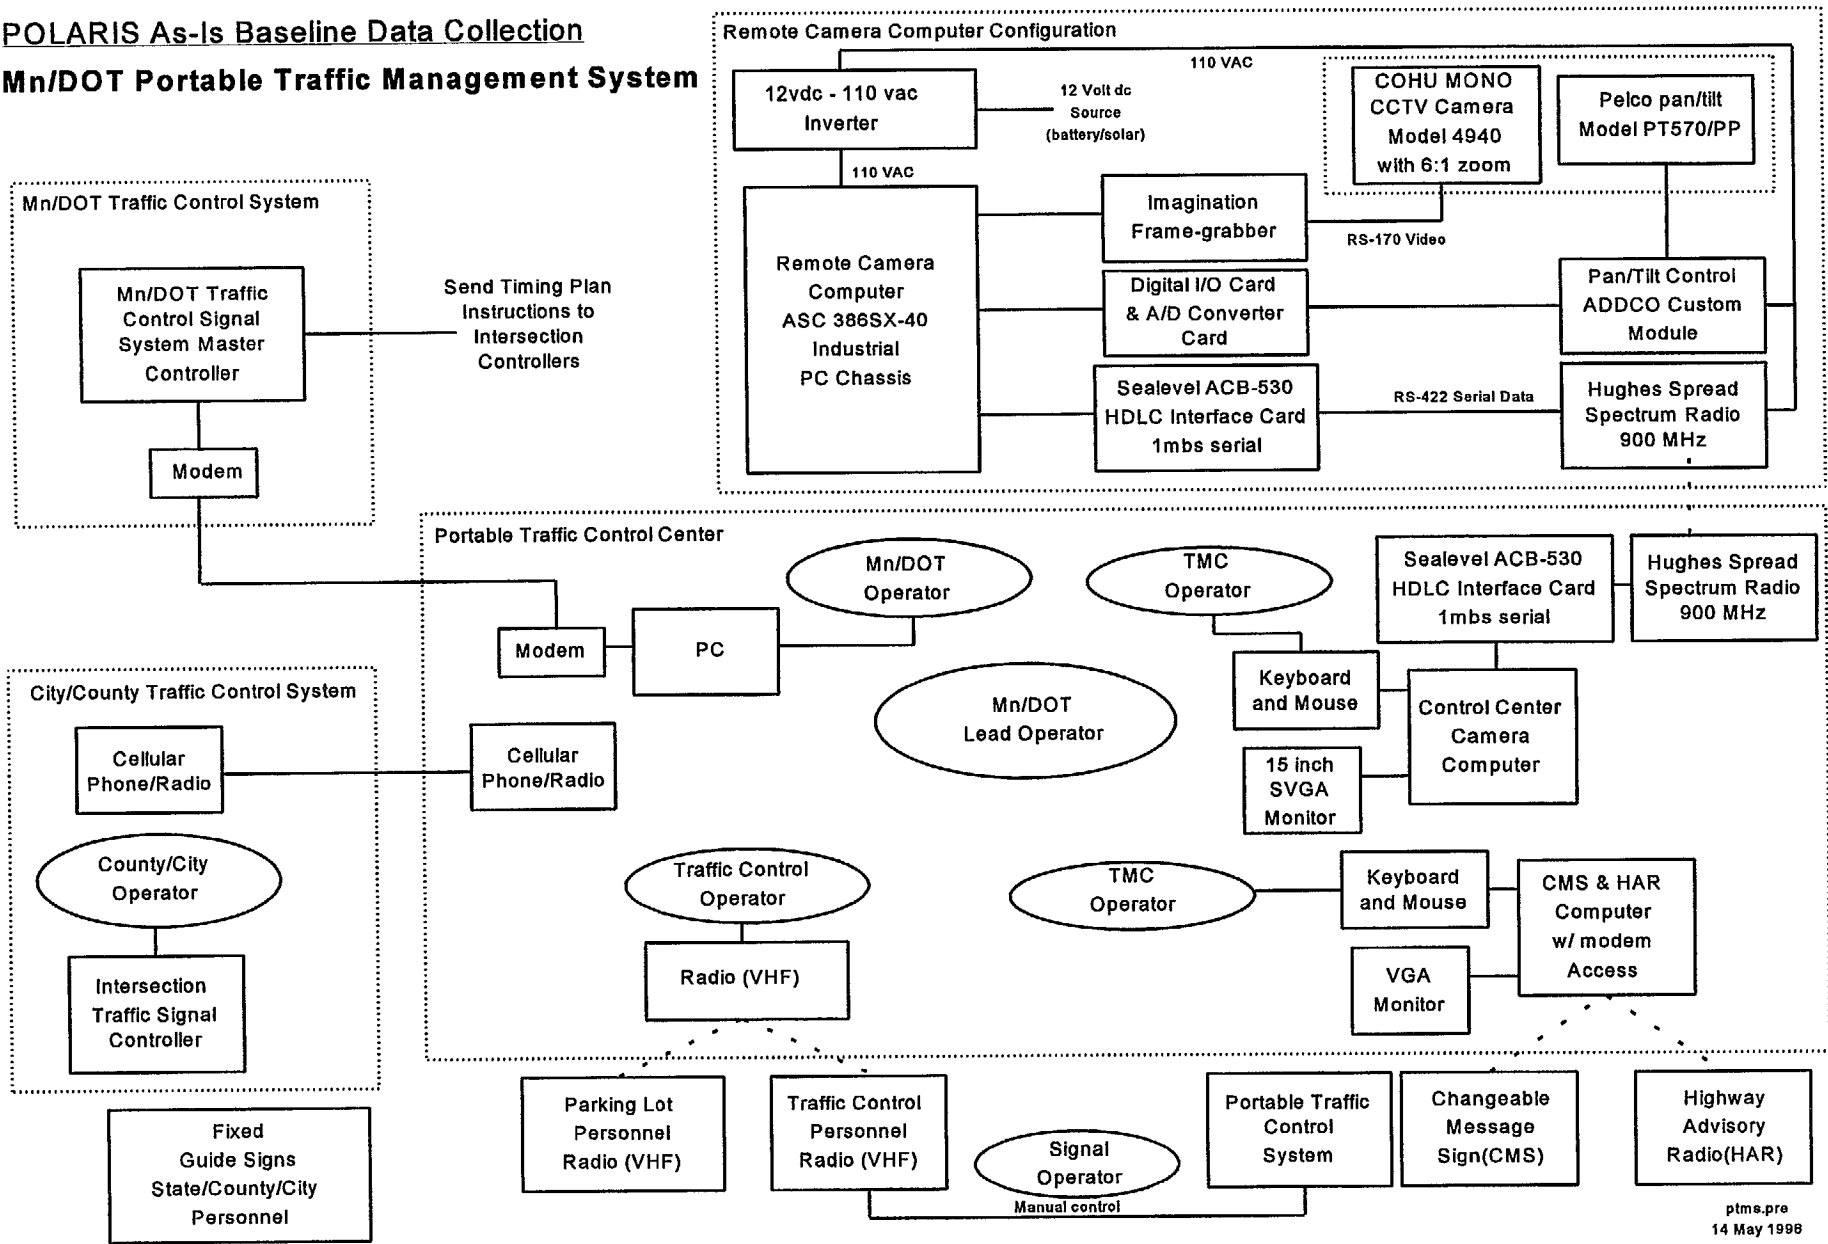 POLARIS As-Is Baseline Data Collection
Mn/DOT Portable Traffic Management System
Remote Camera Computer Configuration
110 VAC
12vdc - 110 vac
Inverter
12 Volt dc
Source
(battery/solar)
COHU MONO
CCTV Camera
Model 4940
with 6:1 zoom
Pelco pan/tilt
Model PT570/PP
110 VAC
Remote Camera
Computer
ASC 386SX-40
Industrial
PC Chassis
Imagination
Frame-grabber
RS-170 Video
Digital I/O Card
& A/D Converter
Card
Pan/Tilt Control
ADDCO Custom
Module
Sealevel ACB-530
HDLC Interface Card
1mbs serial
RS-422 Serial Data
Hughes Spread
Spectrum Radio
900 MHz
Mn/DOT Traffic Control System
Mn/DOT Traffic
Control Signal
System Master
Controller
Send Timing Plan
Instructions to
Intersection
Controllers
Modem
Portable Traffic Control Center
Mn/DOT
Operator
TMC
Operator
Sealevel ACB-530
HDLC Interface Card
1mbs serial
Hughes Spread
Spectrum Radio
900 MHz
Modem
PC
Keyboard
and Mouse
Mn/DOT
Lead Operator
Control Center
Camera
Computer
15 inch
SVGA
Monitor
Cellular
Phone/Radio
City/County Traffic Control System
Cellular
Phone/Radio
County/City
Operator
Intersection
Traffic Signal
Controller
Traffic Control
Operator
Radio (VHF)
TMC
Operator
Keyboard
and Mouse
CMS & HAR
Computer
w/ modem
Access
VGA
Monitor
Fixed
Guide Signs
State/County/City
Personnel
Parking Lot
Personnel
Radio (VHF)
Traffic Control
Personnel
Radio (VHF)
Signal
Operator
Manual control
Portable Traffic
Control
System
Changeable
Message
Sign(CMS)
Highway
Advisory
Radio(HAR)
ptms.pre
14 May 1996